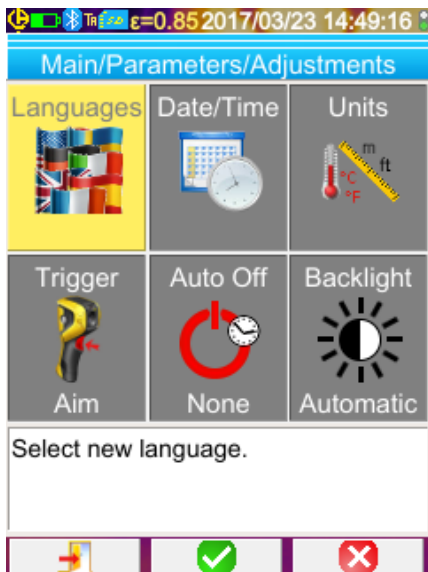 TA ε=0.85 2017/03/23 14:49:16
Main/Parameters/Adjustments
Languages Date/Time Units
m
ft
°C
°F
Trigger Auto Off Backlight
Aim None Automatic
Select new language.